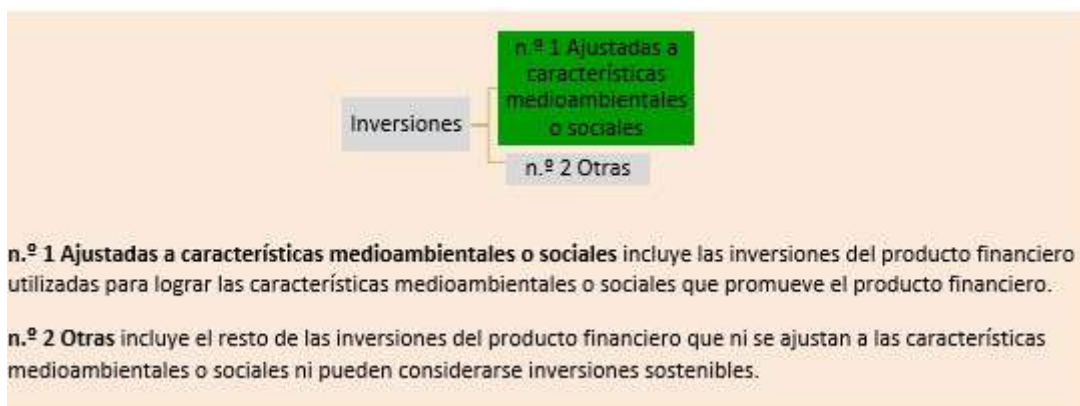 n.º 1 Ajustadas a
características
medioambientales
o sociales
Inversiones
n.º 2 Otras
n.º 1 Ajustadas a características medioambientales o sociales incluye las inversiones del producto financiero
utilizadas para lograr las características medioambientales o sociales que promueve el producto financiero.
n.º 2 Otras incluye el resto de las inversiones del producto financiero que ni se ajustan a las características
medioambientales o sociales ni pueden considerarse inversiones sostenibles.